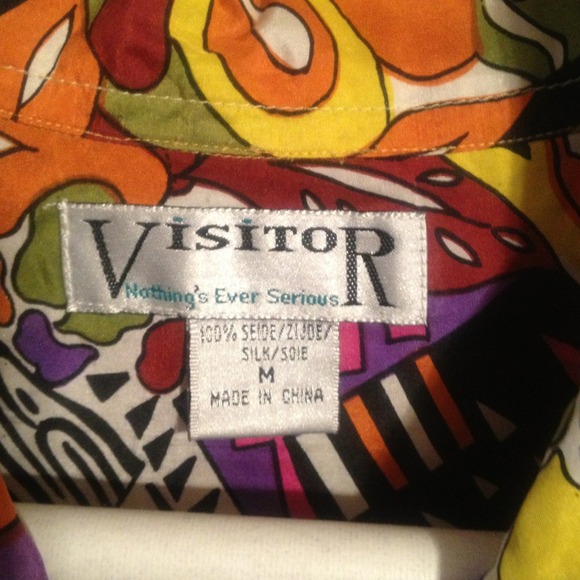 VisitoR
Nothing's Ever Serious
100% SEIDE/ZIJDE/
SILK/SOIE
M
MADE IN CHINA